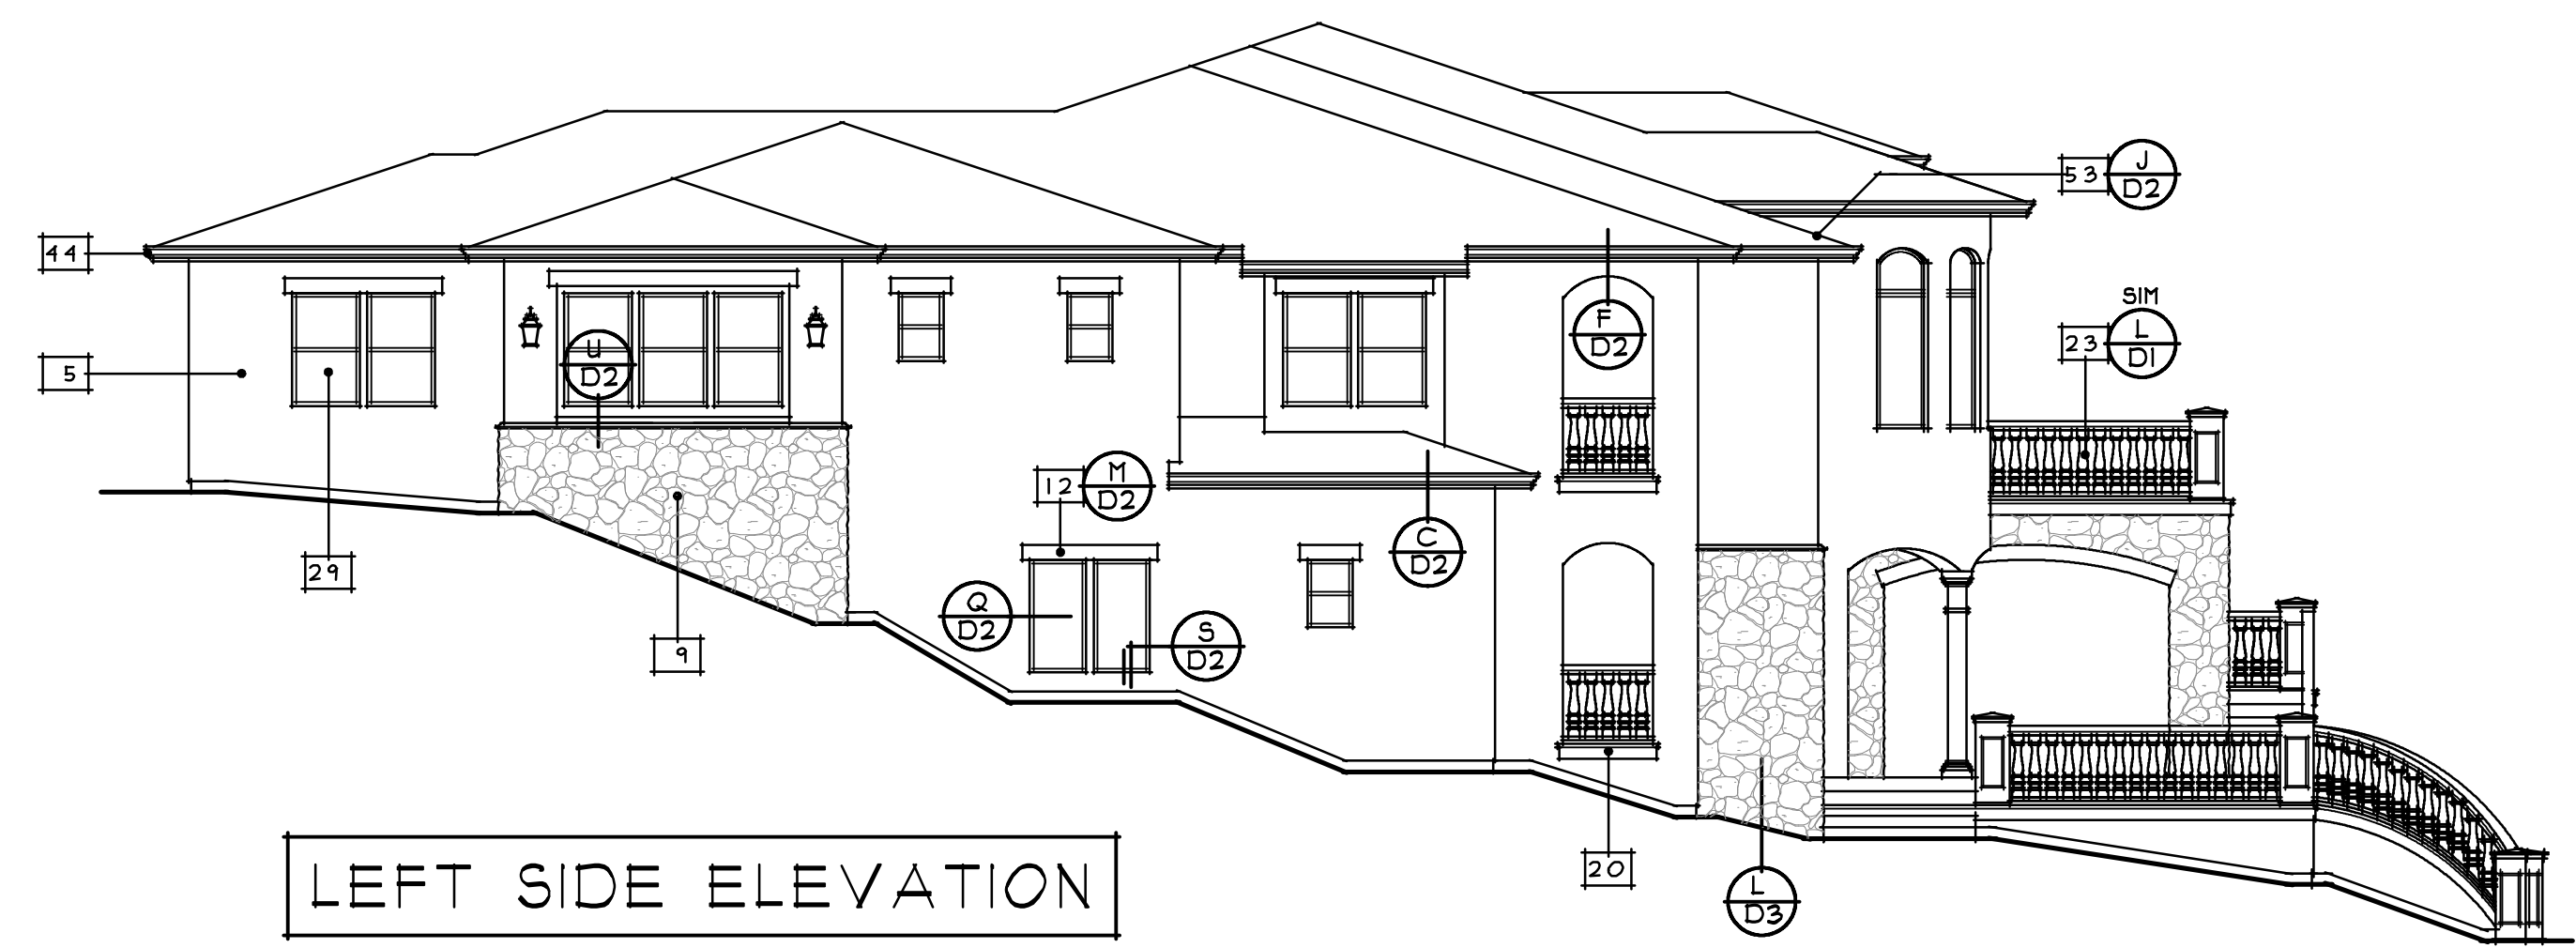 53
J
D2
44
SIM
23
L
D1
5
U
D2
F
D2
12
M
D2
29
C
D2
Q
D2
S
D2
9
20
L
D3
LEFT SIDE ELEVATION